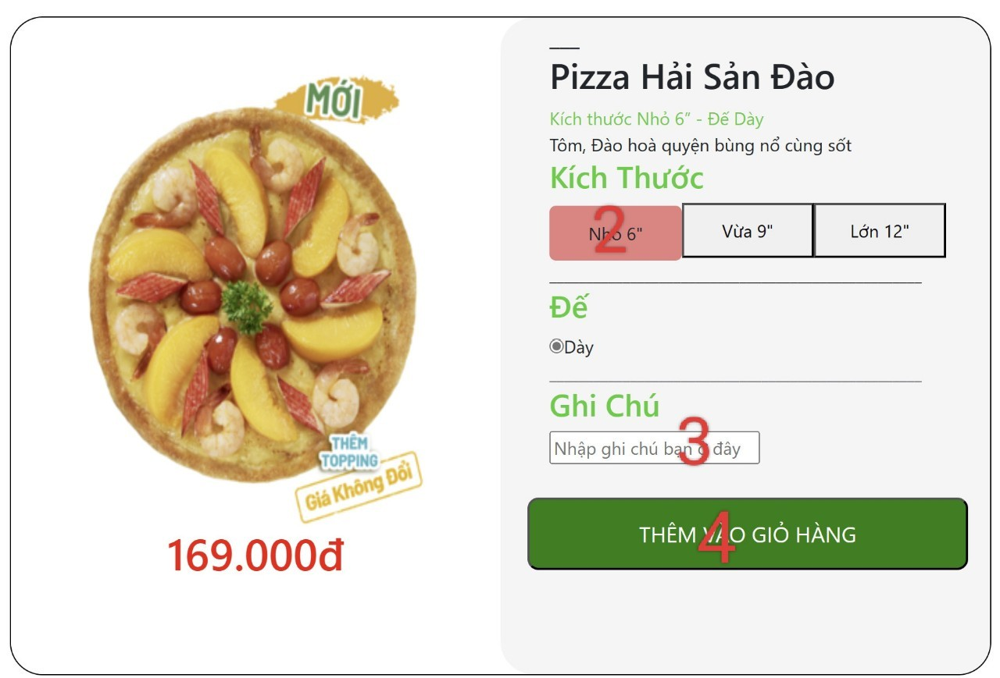 MỚI
THÊM
TOPPING
Giá Không Đổi
169.000đ
Pizza Hải Sản Đào
Kích thước Nhỏ 6” - Đế Dày
Tôm, Đào hoà quyện bùng nổ cùng sốt
Kích Thước
Nhỏ 6" Vừa 9" Lớn 12"
2
Đế
Dày
Ghi Chú
Nhập ghi chú bạn ở đây
3
THÊM VÀO GIỎ HÀNG
4